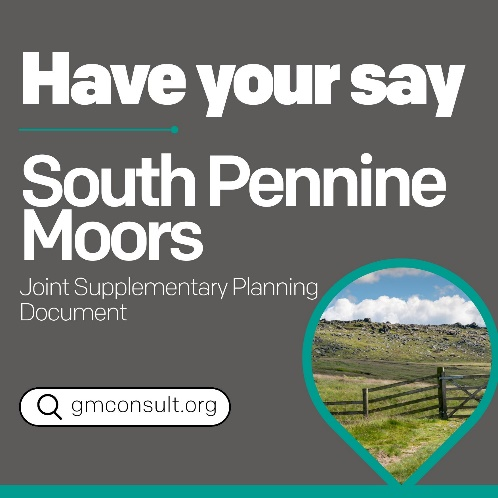 Have your say
South Pennine
Moors
Joint Supplementary Planning
Document
gmconsult.org